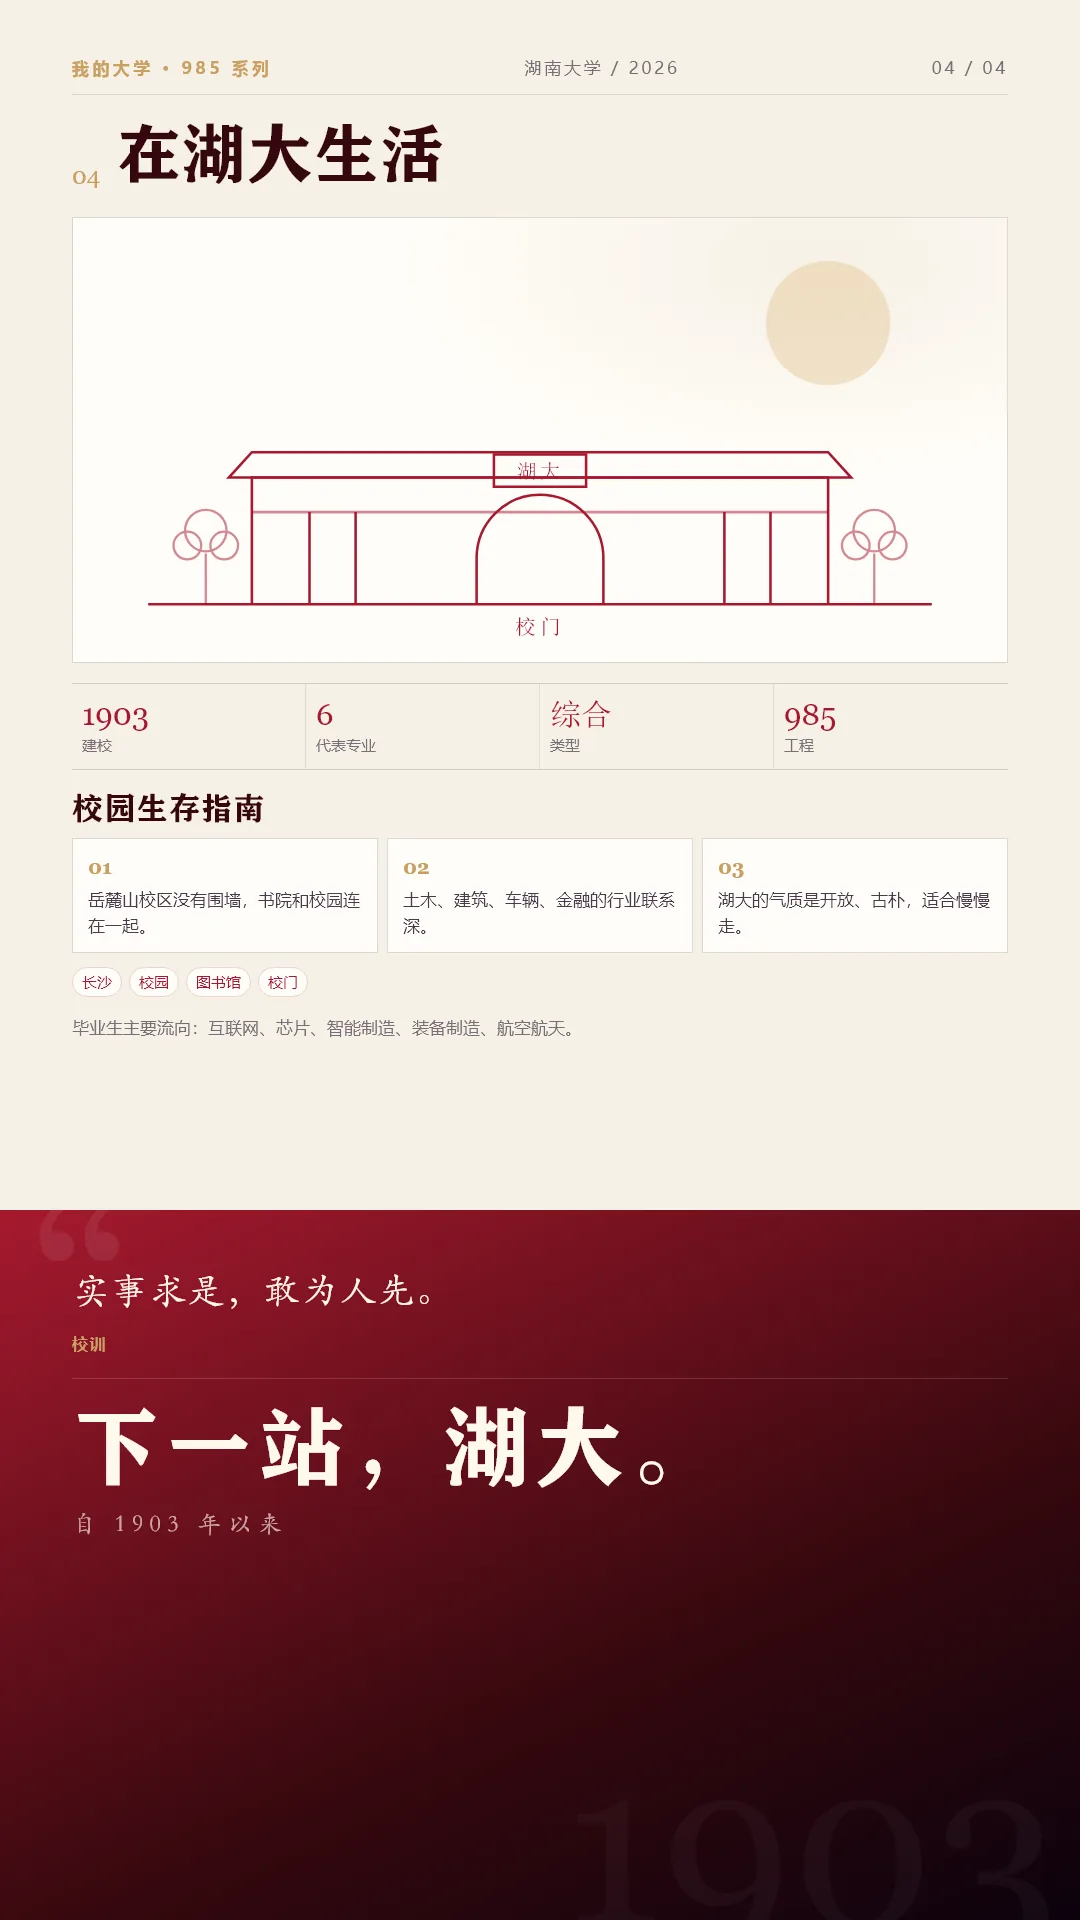 我的大学 · 985 系列
湖南大学 / 2026
04 / 04
04 在湖大生活
湖大
校门
1903
建校
6
代表专业
综合
类型
985
工程
校园生存指南
01
岳麓山校区没有围墙，书院和校园连
在一起。
02
土木、建筑、车辆、金融的行业联系
深。
03
湖大的气质是开放、古朴，适合慢慢
走。
长沙
校园
图书馆
校门
毕业生主要流向：互联网、芯片、智能制造、装备制造、航空航天。
“
实事求是，敢为人先。
校训
下一站，湖大。
自 1903 年以来
1903